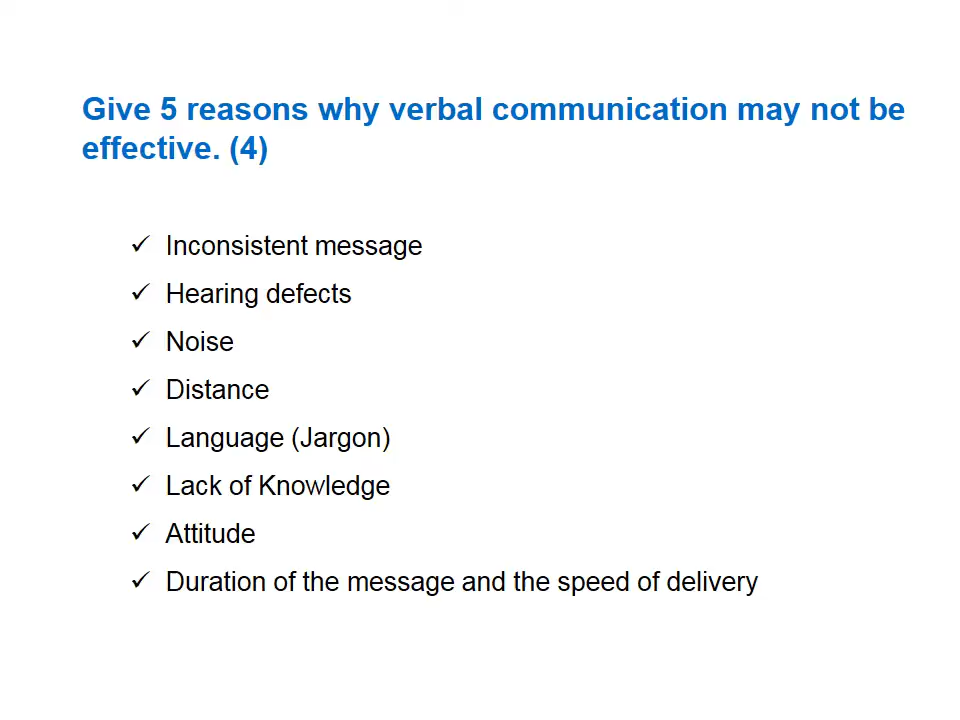 Give 5 reasons why verbal communication may not be
effective. (4)
✓ Inconsistent message
✓ Hearing defects
✓ Noise
✓ Distance
✓ Language (Jargon)
✓ Lack of Knowledge
✓ Attitude
✓ Duration of the message and the speed of delivery